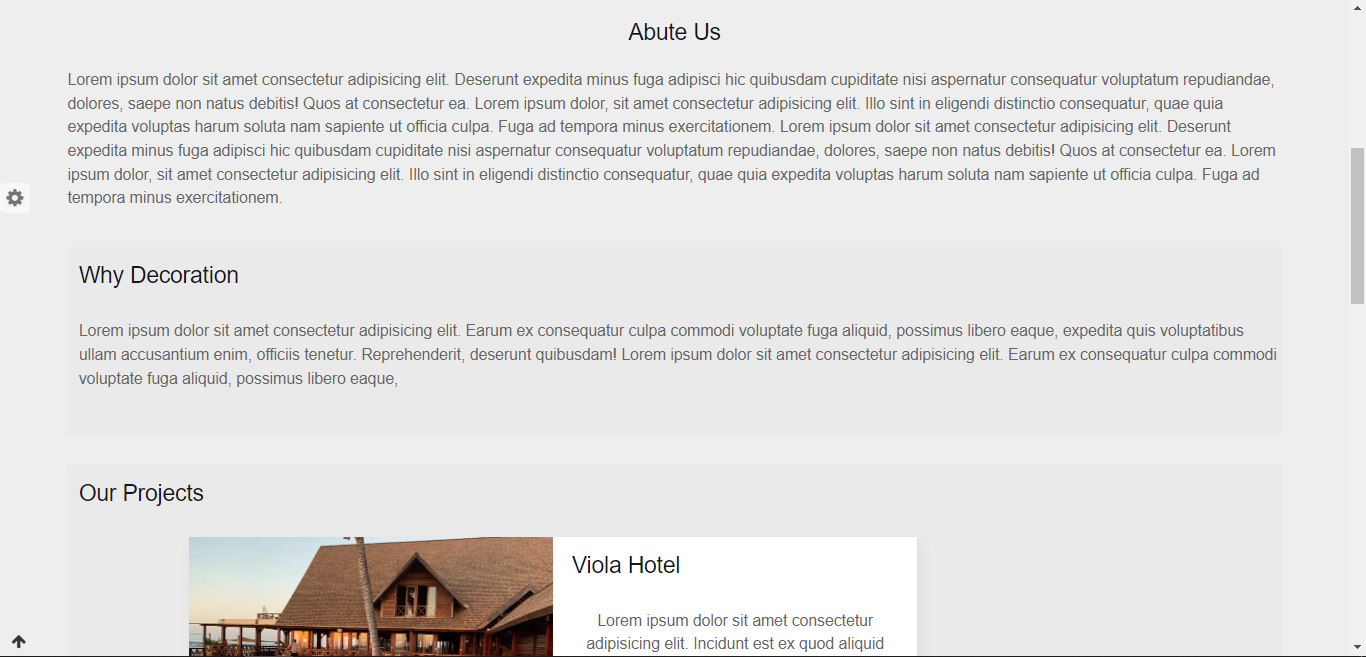 Abute Us
Lorem ipsum dolor sit amet consectetur adipisicing elit. Deserunt expedita minus fuga adipisci hic quibusdam cupiditate nisi aspernatur consequatur voluptatum repudiandae,
dolores, saepe non natus debitis! Quos at consectetur ea. Lorem ipsum dolor, sit amet consectetur adipisicing elit. Illo sint in eligendi distinctio consequatur, quae quia
expedita voluptas harum soluta nam sapiente ut officia culpa. Fuga ad tempora minus exercitationem. Lorem ipsum dolor sit amet consectetur adipisicing elit. Deserunt
expedita minus fuga adipisci hic quibusdam cupiditate nisi aspernatur consequatur voluptatum repudiandae, dolores, saepe non natus debitis! Quos at consectetur ea. Lorem
ipsum dolor, sit amet consectetur adipisicing elit. Illo sint in eligendi distinctio consequatur, quae quia expedita voluptas harum soluta nam sapiente ut officia culpa. Fuga ad
tempora minus exercitationem.
Why Decoration
Lorem ipsum dolor sit amet consectetur adipisicing elit. Earum ex consequatur culpa commodi voluptate fuga aliquid, possimus libero eaque, expedita quis voluptatibus
ullam accusantium enim, officiis tenetur. Reprehenderit, deserunt quibusdam! Lorem ipsum dolor sit amet consectetur adipisicing elit. Earum ex consequatur culpa commodi
voluptate fuga aliquid, possimus libero eaque,
Our Projects
Viola Hotel
Lorem ipsum dolor sit amet consectetur
adipisicing elit. Incidunt est ex quod aliquid